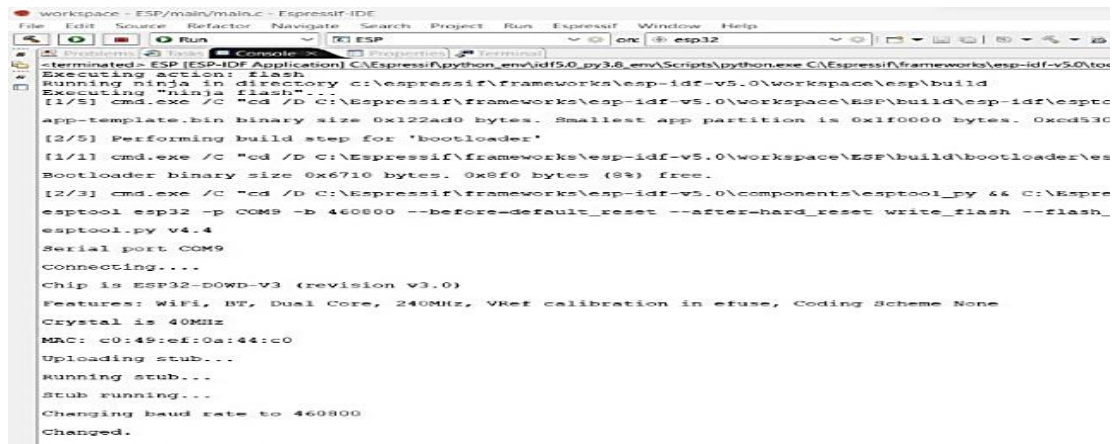 workspace - ESP/main/main.c - Espressif-IDE
File Edit Source Refactor Navigate Search Project Run Espressif Window Help
Run ESP on: esp32
Problems Tasks Console Properties Terminal
<terminated> ESP [ESP-IDF Application] C:\Espressif\python_env\idf5.0_py3.8_env\Scripts\python.exe C:\Espressif\frameworks\esp-idf-v5.0\too
Executing action: flash
Running ninja in directory c:\espressif\frameworks\esp-idf-v5.0\workspace\esp\build
Executing "ninja flash"...
[1/5] cmd.exe /C "cd /D C:\Espressif\frameworks\esp-idf-v5.0\workspace\ESP\build\esp-idf\esptc
app-template.bin binary size 0x122ad0 bytes. Smallest app partition is 0x1f0000 bytes. 0xcd530
[2/5] Performing build step for 'bootloader'
[1/1] cmd.exe /C "cd /D C:\Espressif\frameworks\esp-idf-v5.0\workspace\ESP\build\bootloader\es
Bootloader binary size 0x6710 bytes. 0x8f0 bytes (8%) free.
[2/3] cmd.exe /C "cd /D C:\Espressif\frameworks\esp-idf-v5.0\components\esptool_py && C:\Espre
esptool esp32 -p COM9 -b 460800 --before=default_reset --after=hard_reset write_flash --flash_
esptool.py v4.4
Serial port COM9
Connecting....
Chip is ESP32-D0WD-V3 (revision v3.0)
Features: WiFi, BT, Dual Core, 240MHz, VRef calibration in efuse, Coding Scheme None
Crystal is 40MHz
MAC: c0:49:ef:0a:44:c0
Uploading stub...
Running stub...
Stub running...
Changing baud rate to 460800
Changed.